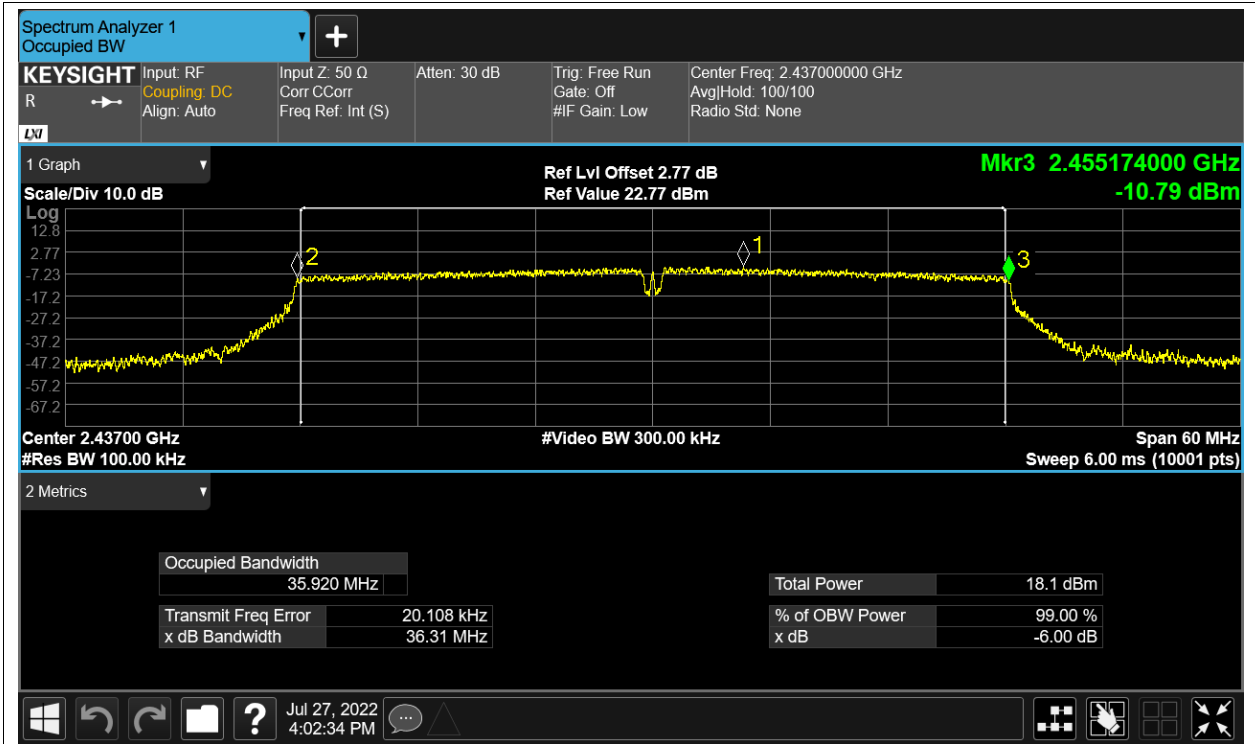 Spectrum Analyzer 1
Occupied BW
KEYSIGHT
R
LXI
Input: RF
Coupling: DC
Align: Auto
Input Z: 50 Ω
Corr CCorr
Freq Ref: Int (S)
Atten: 30 dB
Trig: Free Run
Gate: Off
#IF Gain: Low
Center Freq: 2.437000000 GHz
Avg|Hold: 100/100
Radio Std: None
1 Graph
Scale/Div 10.0 dB
Ref Lvl Offset 2.77 dB
Ref Value 22.77 dBm
Mkr3 2.455174000 GHz
-10.79 dBm
Log
12.8
2.77
-7.23
-17.2
-27.2
-37.2
-47.2
-57.2
-67.2
2
1
3
Center 2.43700 GHz
#Res BW 100.00 kHz
#Video BW 300.00 kHz
Span 60 MHz
Sweep 6.00 ms (10001 pts)
2 Metrics
Occupied Bandwidth
35.920 MHz
Transmit Freq Error 20.108 kHz
x dB Bandwidth 36.31 MHz
Total Power 18.1 dBm
% of OBW Power 99.00 %
x dB -6.00 dB
?
Jul 27, 2022
4:02:34 PM